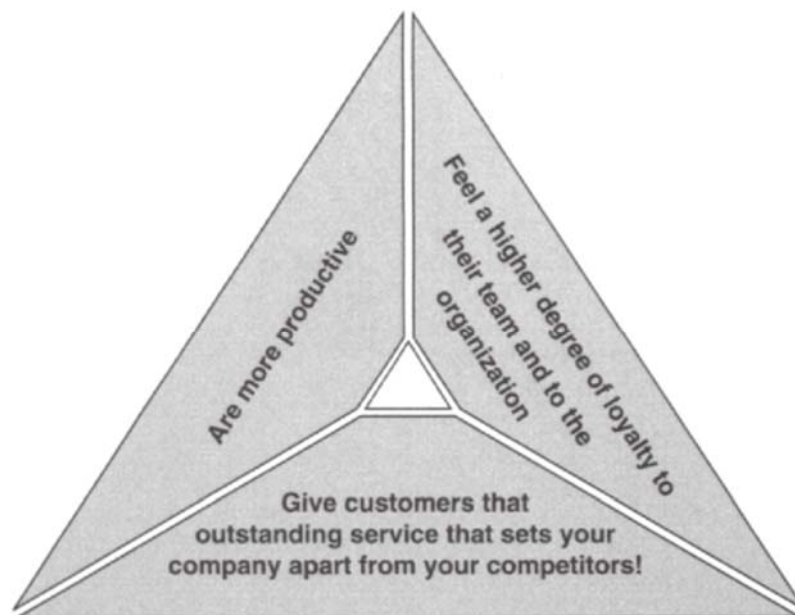 Are more productive
Feel a higher degree of loyalty to
their team and to the
organization
Give customers that
outstanding service that sets your
company apart from your competitors!